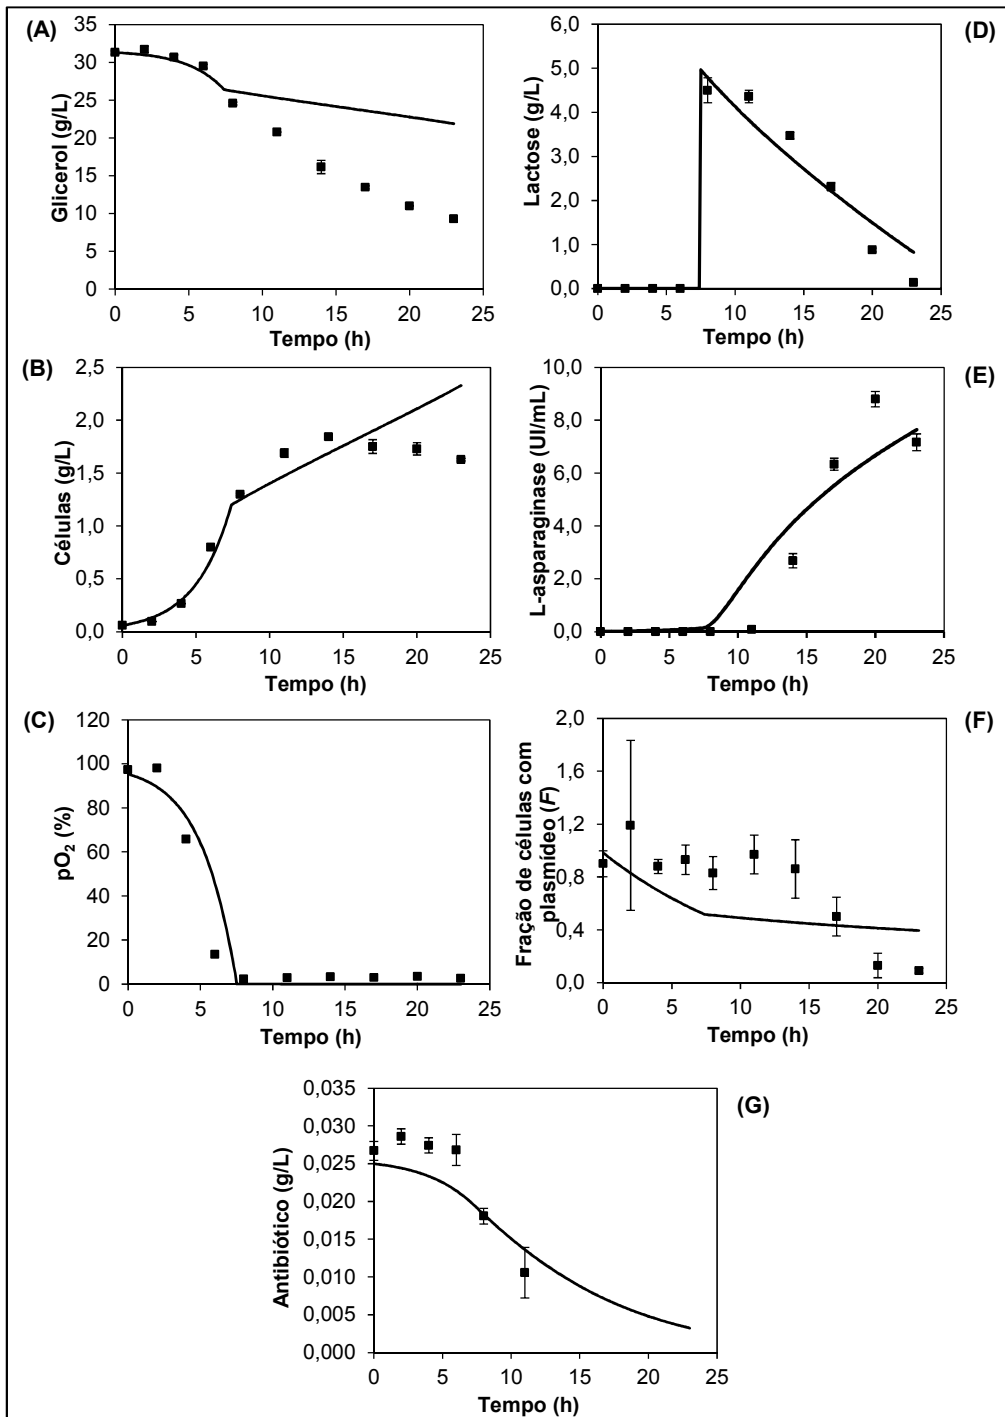 (A)
35
30
25
20
15
10
5
0
Glicerol (g/L)
0 5 10 15 20 25
Tempo (h)
(D)
6,0
5,0
4,0
3,0
2,0
1,0
0,0
Lactose (g/L)
0 5 10 15 20 25
Tempo (h)
(B)
2,5
2,0
1,5
1,0
0,5
0,0
Células (g/L)
0 5 10 15 20 25
Tempo (h)
(E)
10,0
8,0
6,0
4,0
2,0
0,0
L-asparaginase (UI/mL)
0 5 10 15 20 25
Tempo (h)
(C)
120
100
80
60
40
20
0
pO₂ (%)
0 5 10 15 20 25
Tempo (h)
(F)
2,0
1,6
1,2
0,8
0,4
0,0
Fração de células com
plasmídeo (F)
0 5 10 15 20 25
Tempo (h)
(G)
0,035
0,030
0,025
0,020
0,015
0,010
0,005
0,000
Antibiótico (g/L)
0 5 10 15 20 25
Tempo (h)